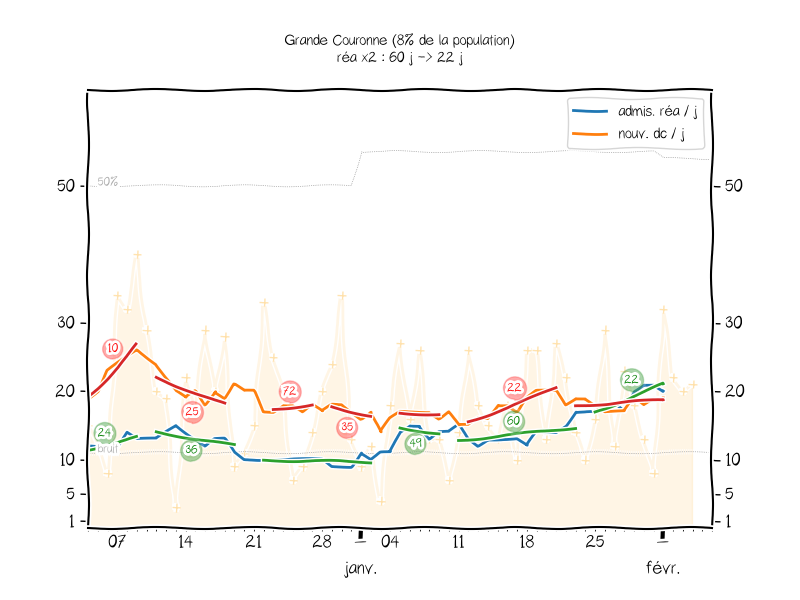 Grande Couronne (8% de la population)
réa x2 : 60 j -> 22 j
admis. réa / j
nouv. dc / j
50%
50 50
30 30
10 72 22 22
20 20
25 35 60
24 36 49
bruit
10 10
5 5
1 1
07 14 21 28 04 11 18 25
janv. févr.